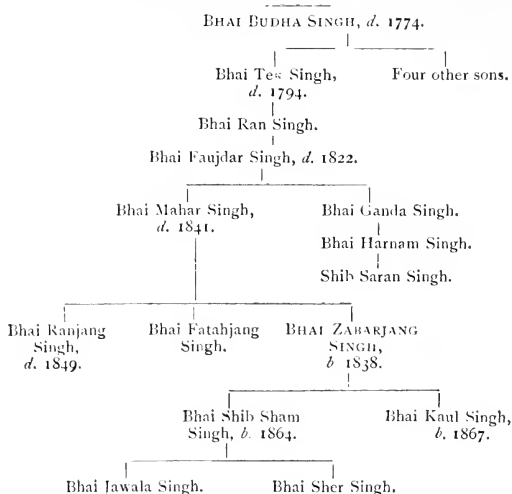 BHAI BUDHA SINGH, d. 1774.
Bhai Teg Singh, Four other sons.
d. 1794.
Bhai Ran Singh.
Bhai Faujdar Singh, d. 1822.
Bhai Mahar Singh, Bhai Ganda Singh.
d. 1841.
Bhai Harnam Singh.
Shib Saran Singh.
Bhai Ranjang Bhai Fatahjang BHAI ZABARJANG
Singh, Singh. SINGH,
d. 1849. b 1838.
Bhai Shib Sham Bhai Kaul Singh,
Singh, b. 1864. b. 1867.
Bhai Jawala Singh. Bhai Sher Singh.